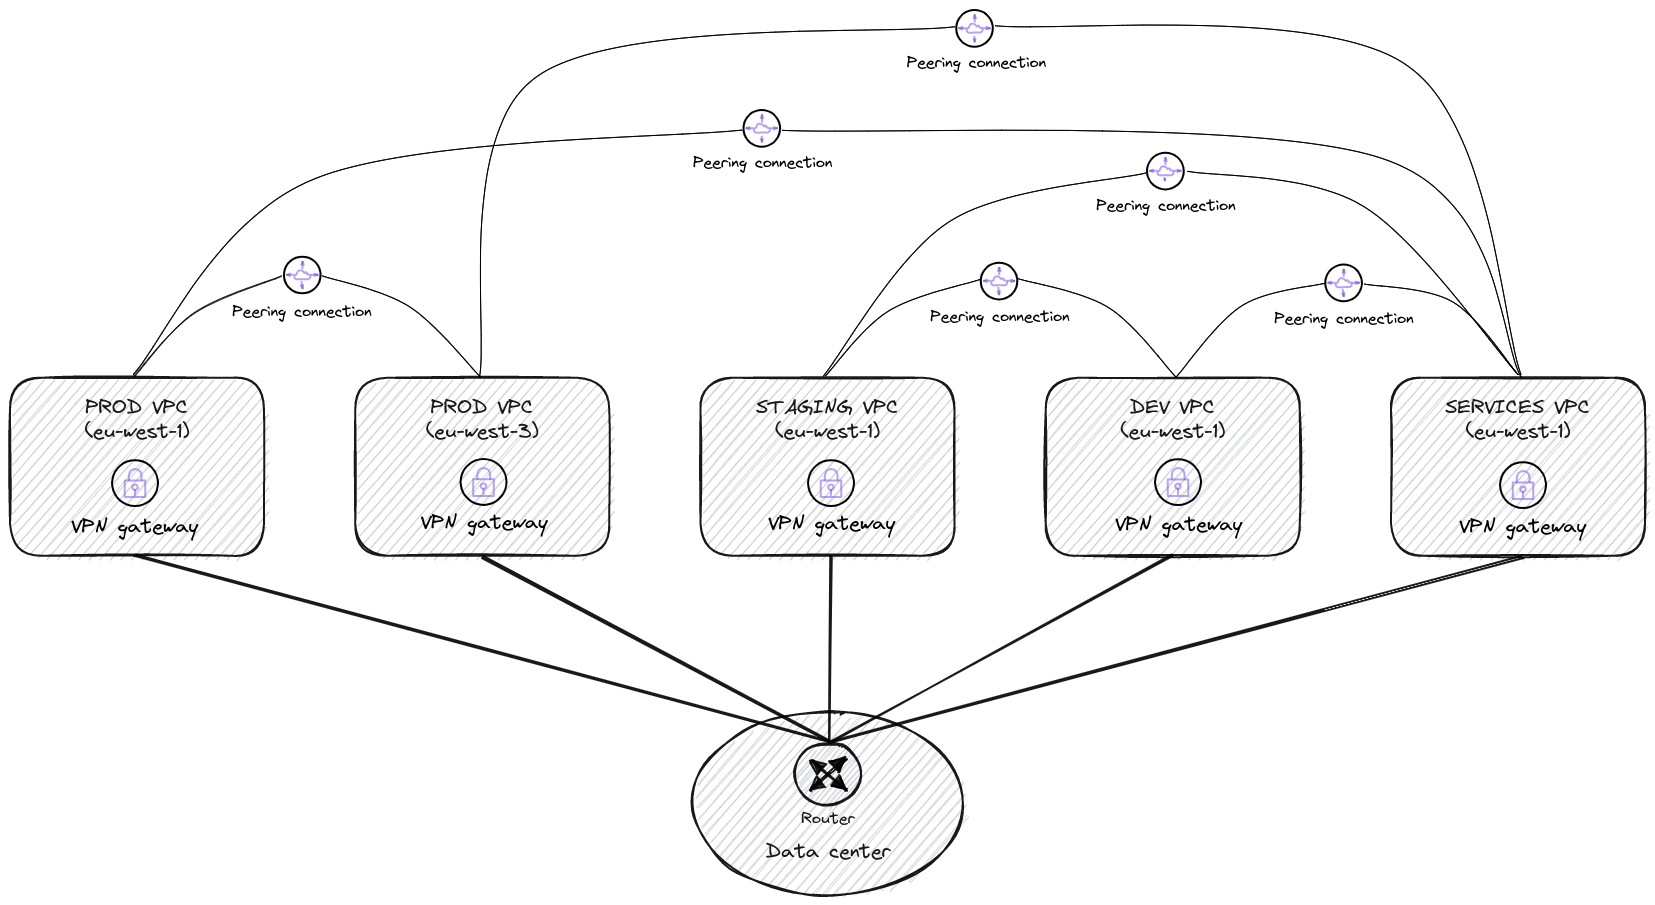 Peering connection
Peering connection
Peering connection
Peering connection
Peering connection
Peering connection
PROD VPC
(eu-west-1)
VPN gateway
PROD VPC
(eu-west-3)
VPN gateway
STAGING VPC
(eu-west-1)
VPN gateway
DEV VPC
(eu-west-1)
VPN gateway
SERVICES VPC
(eu-west-1)
VPN gateway
Router
Data center